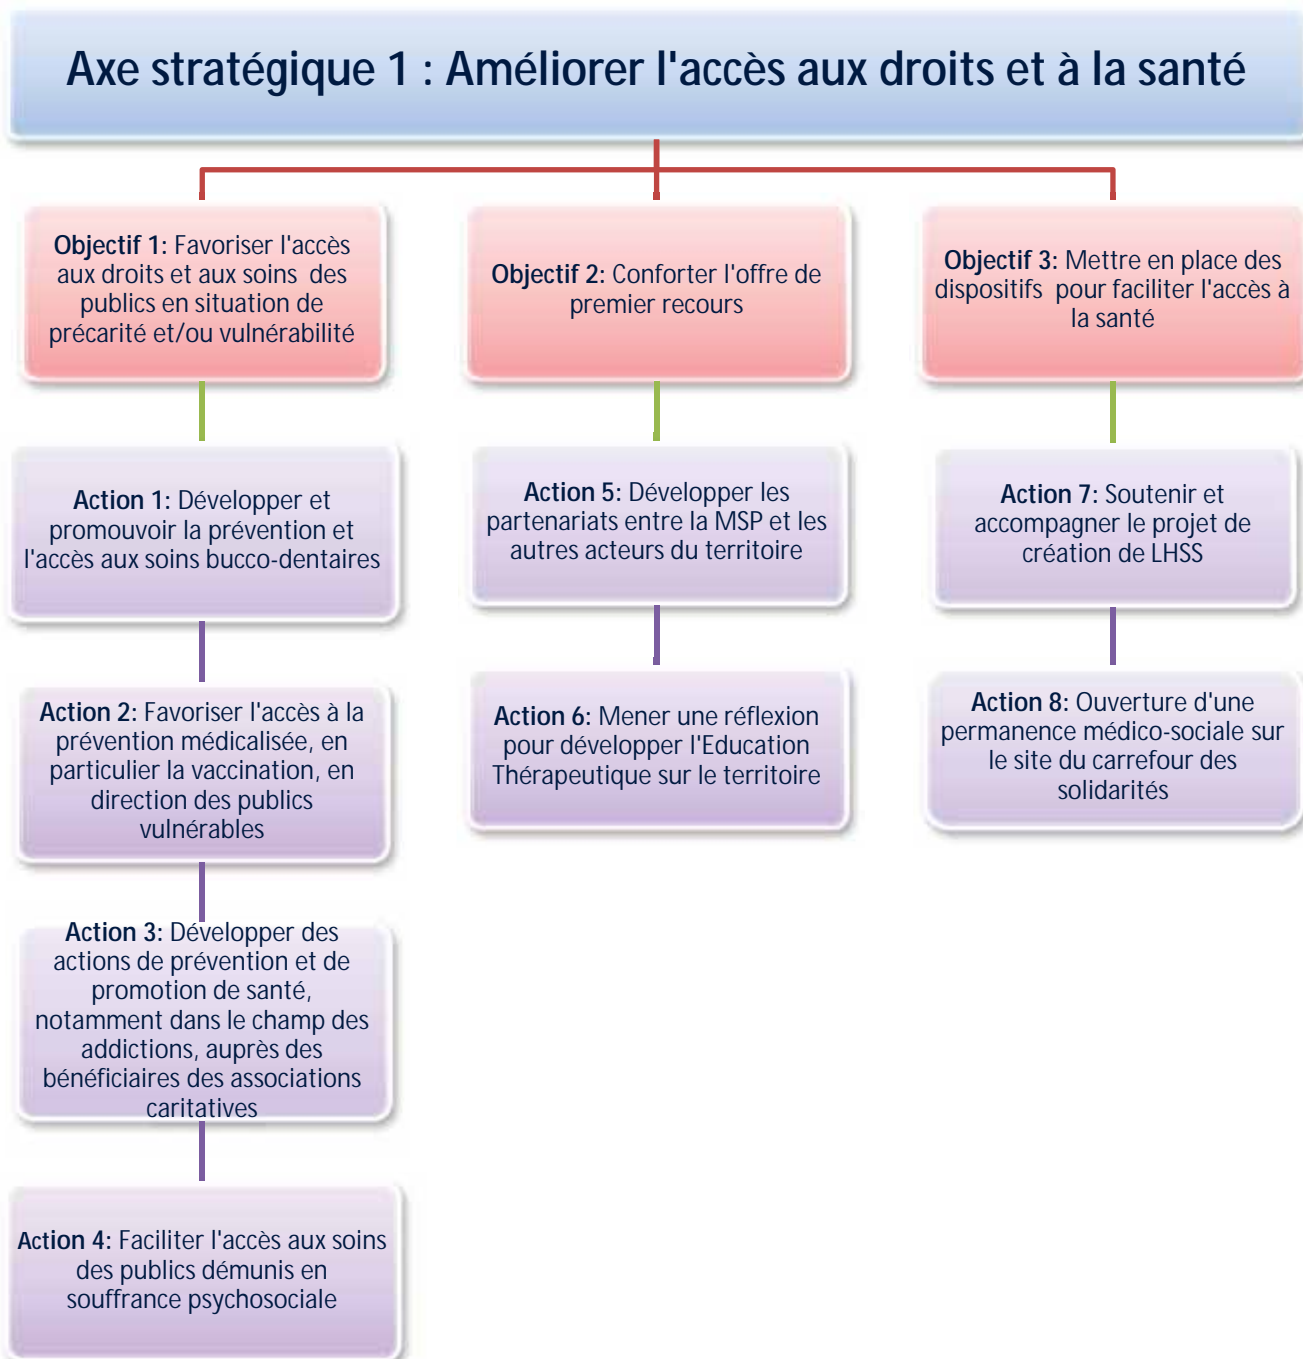 Axe stratégique 1 : Améliorer l'accès aux droits et à la santé
Objectif 1: Favoriser l'accès
aux droits et aux soins des
publics en situation de
précarité et/ou vulnérabilité
Action 1: Développer et
promouvoir la prévention et
l'accès aux soins bucco-dentaires
Action 2: Favoriser l'accès à la
prévention médicalisée, en
particulier la vaccination, en
direction des publics
vulnérables
Action 3: Développer des
actions de prévention et de
promotion de santé,
notamment dans le champ des
addictions, auprès des
bénéficiaires des associations
caritatives
Action 4: Faciliter l'accès aux soins
des publics démunis en
souffrance psychosociale
Objectif 2: Conforter l'offre de
premier recours
Action 5: Développer les
partenariats entre la MSP et les
autres acteurs du territoire
Action 6: Mener une réflexion
pour développer l'Education
Thérapeutique sur le territoire
Objectif 3: Mettre en place des
dispositifs pour faciliter l'accès à
la santé
Action 7: Soutenir et
accompagner le projet de
création de LHSS
Action 8: Ouverture d'une
permanence médico-sociale sur
le site du carrefour des
solidarités